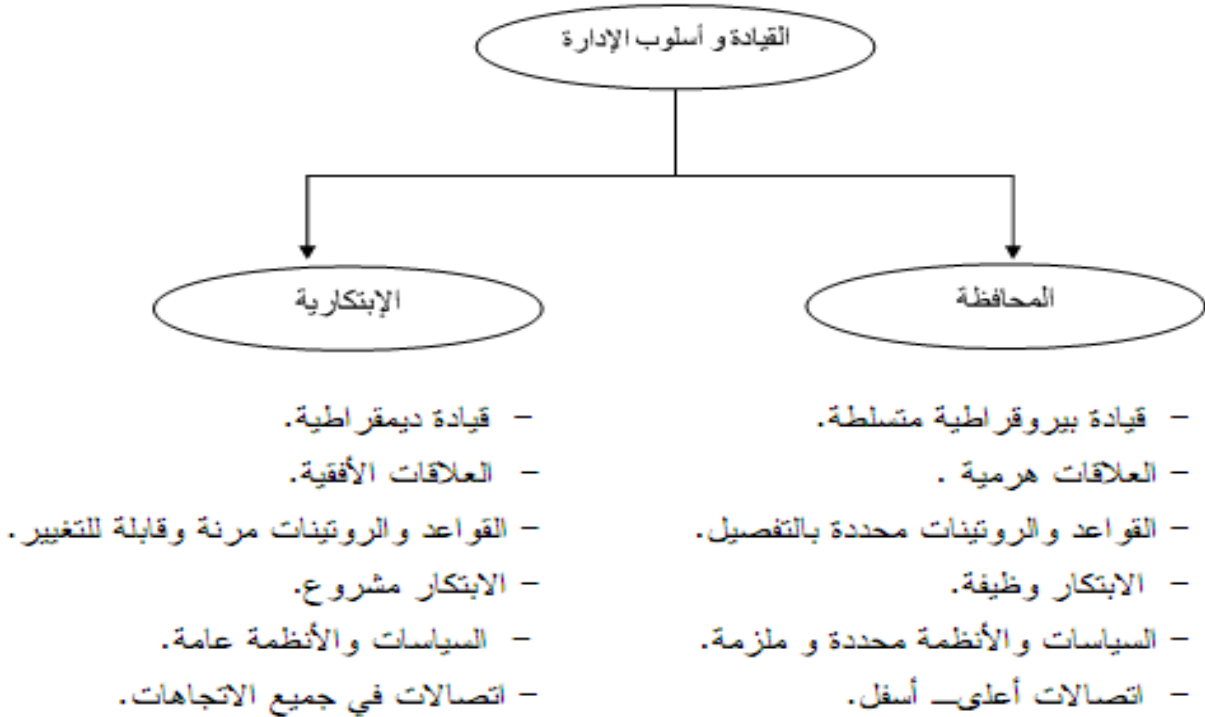 القيادة و أسلوب الإدارة
المحافظة
الإبتكارية
- قيادة بيروقراطية متسلطة.
- العلاقات هرمية .
- القواعد والروتينات محددة بالتفصيل.
- الابتكار وظيفة.
- السياسات والأنظمة محددة و ملزمة.
- اتصالات أعلى_ أسفل.
- قيادة ديمقراطية.
- العلاقات الأفقية.
- القواعد والروتينات مرنة وقابلة للتغيير.
- الابتكار مشروع.
- السياسات والأنظمة عامة.
- اتصالات في جميع الاتجاهات.